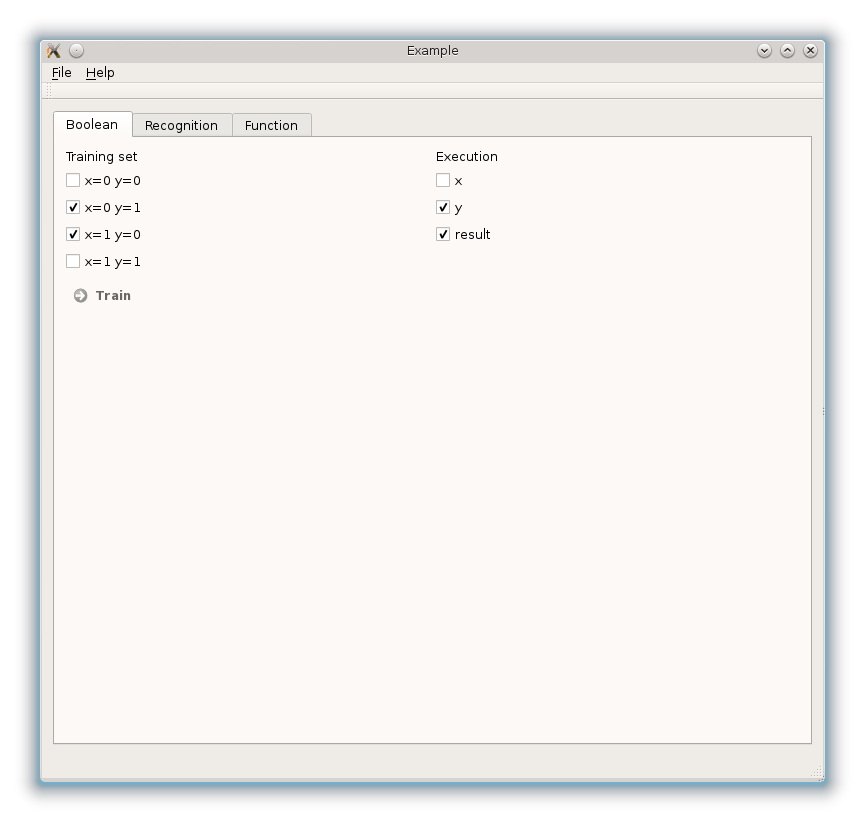 Example
File Help
Boolean Recognition Function
Training set
x=0 y=0
x=0 y=1
x=1 y=0
x=1 y=1
Train
Execution
x
y
result